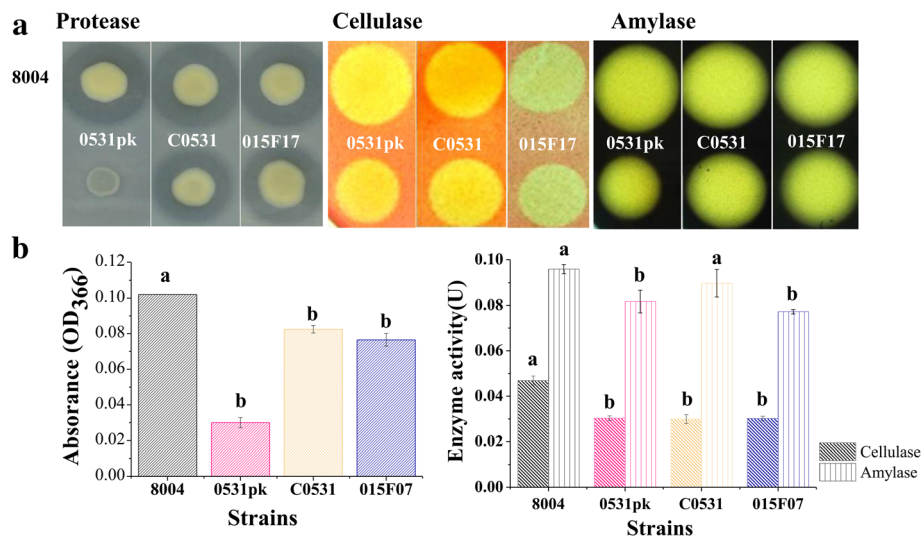 a
Protease
Cellulase
Amylase
8004
0531pk
C0531
015F17
0531pk
C0531
015F17
0531pk
C0531
015F17
b
Absorance (OD366)
0.10
0.08
0.06
0.04
0.02
0.00
a
b
b
b
8004
0531pk
C0531
015F07
Strains
Enzyme activity(U)
0.10
0.08
0.06
0.04
0.02
0.00
a
a
b
b
b
a
b
b
8004
0531pk
C0531
015F07
Strains
Cellulase
Amylase